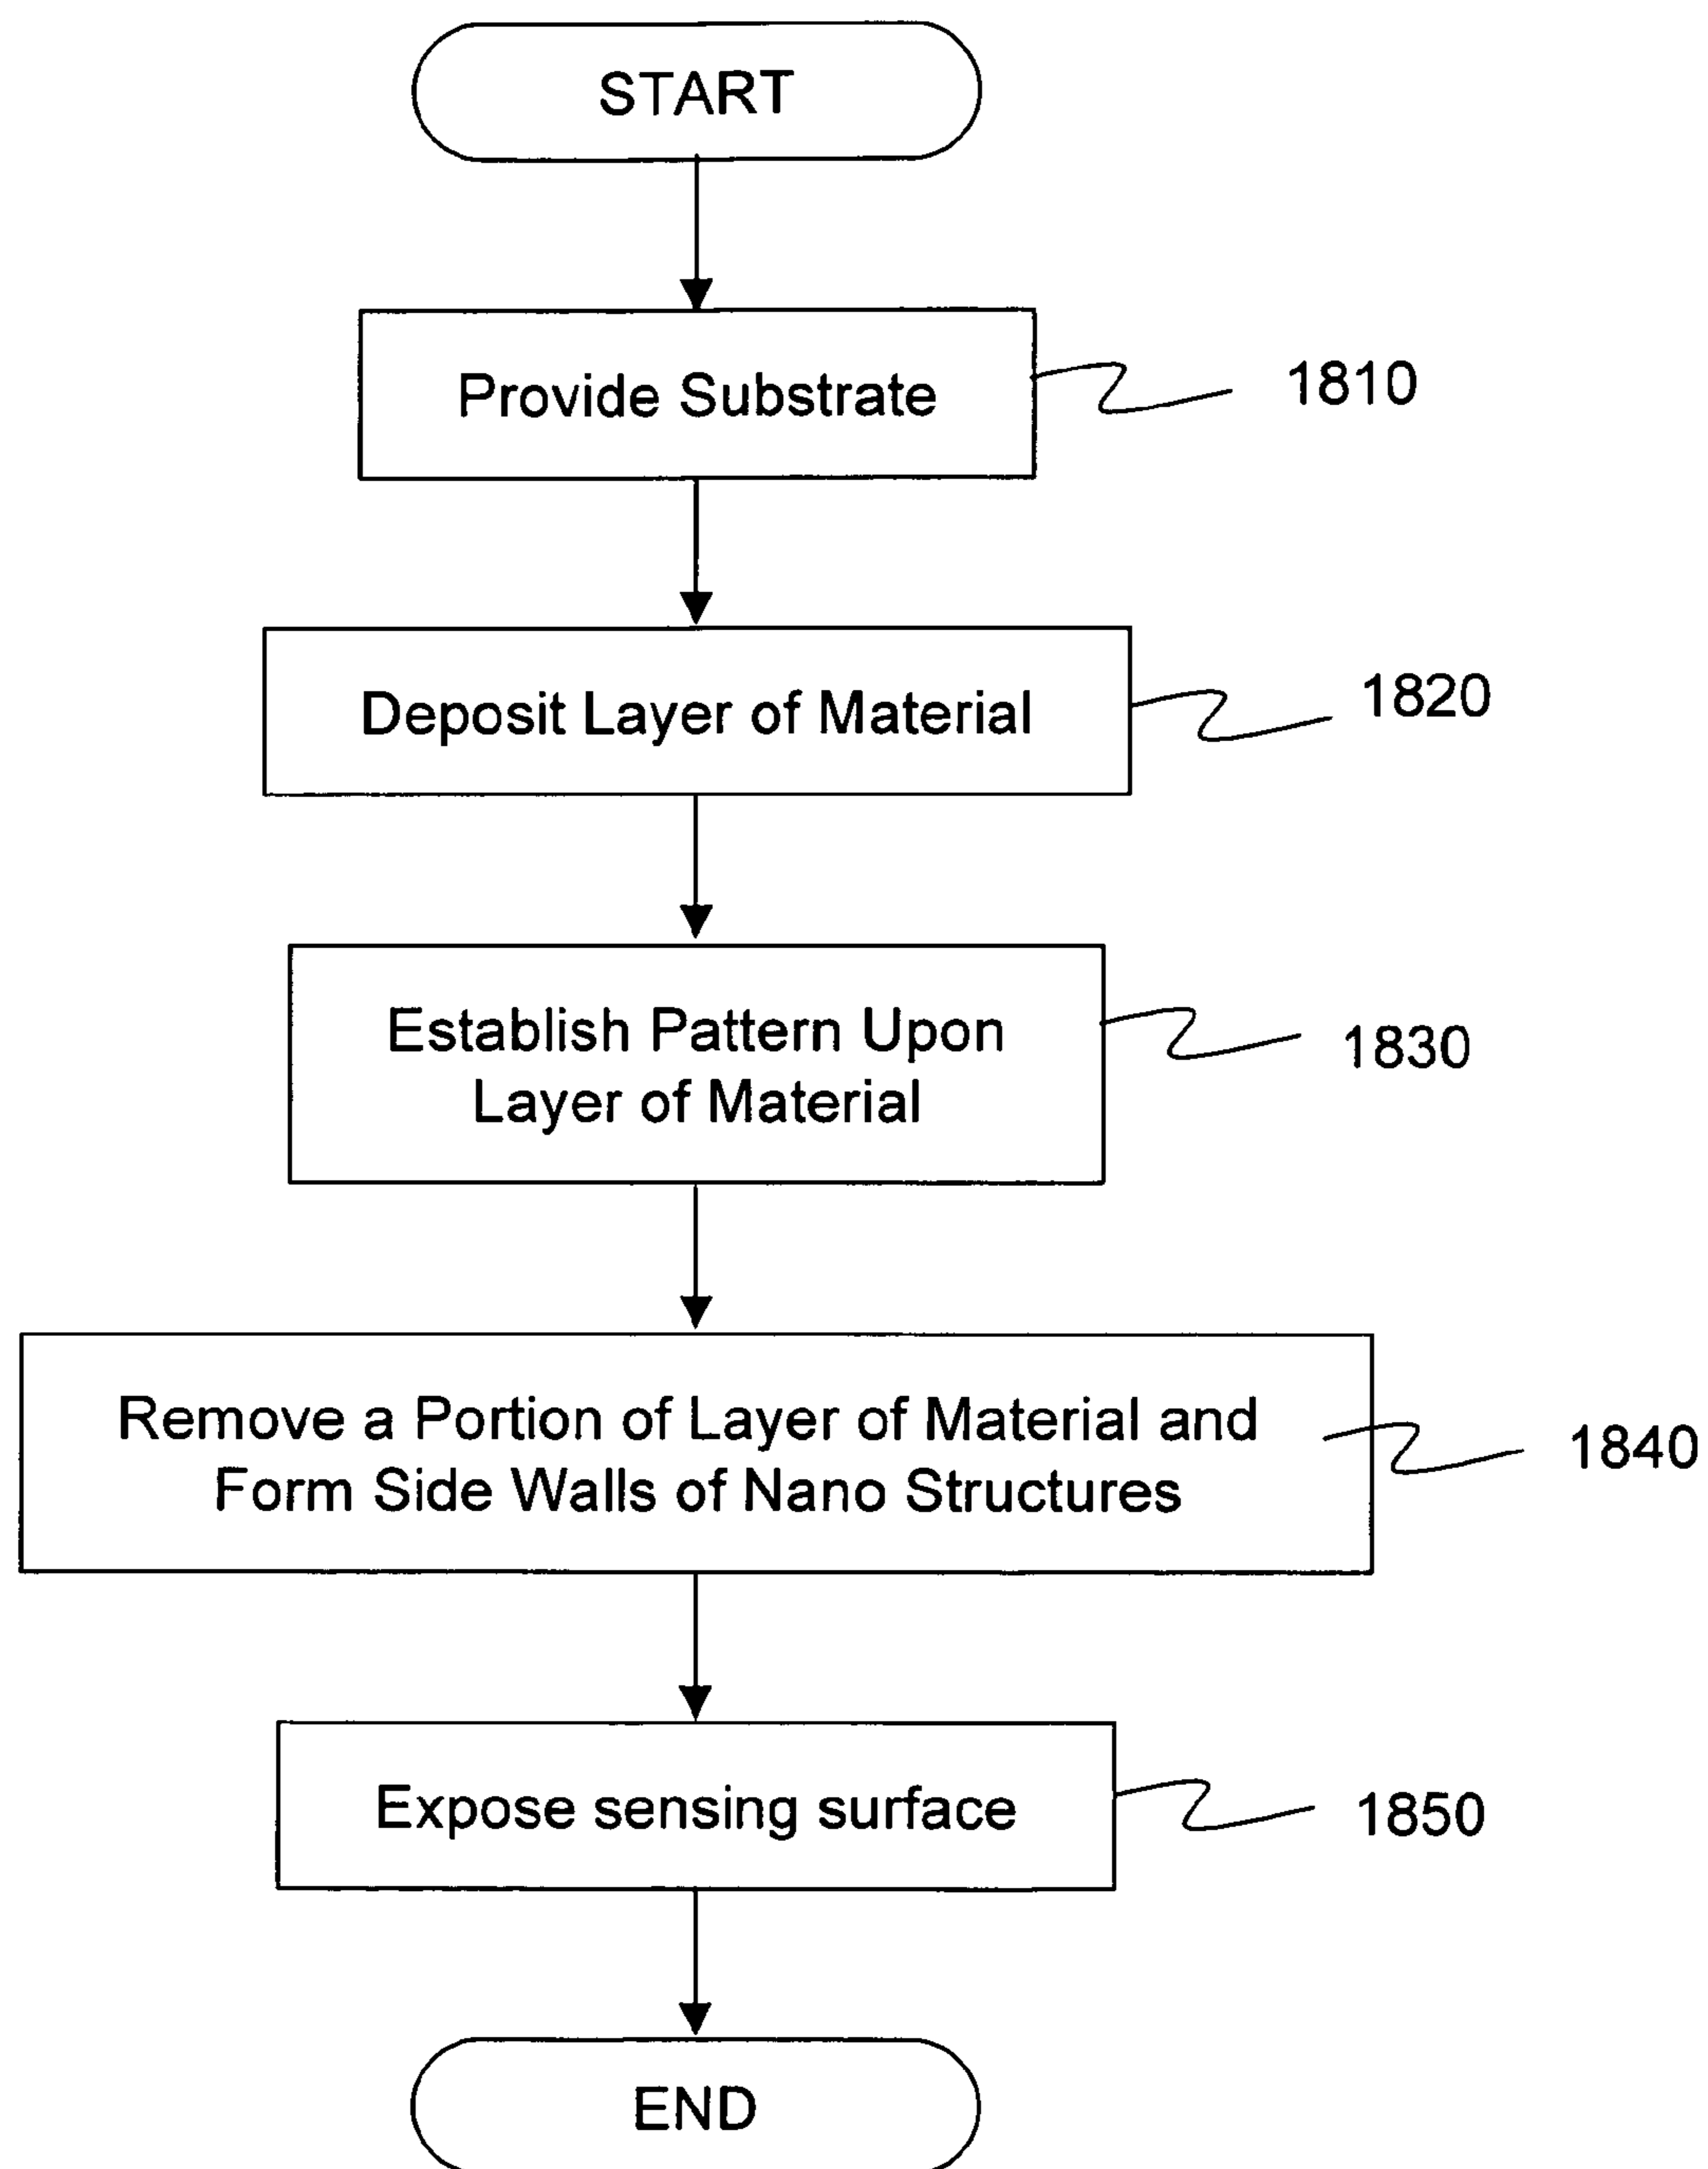 START
Provide Substrate
1810
Deposit Layer of Material
1820
Establish Pattern Upon
Layer of Material
1830
Remove a Portion of Layer of Material and
Form Side Walls of Nano Structures
1840
Expose sensing surface
1850
END